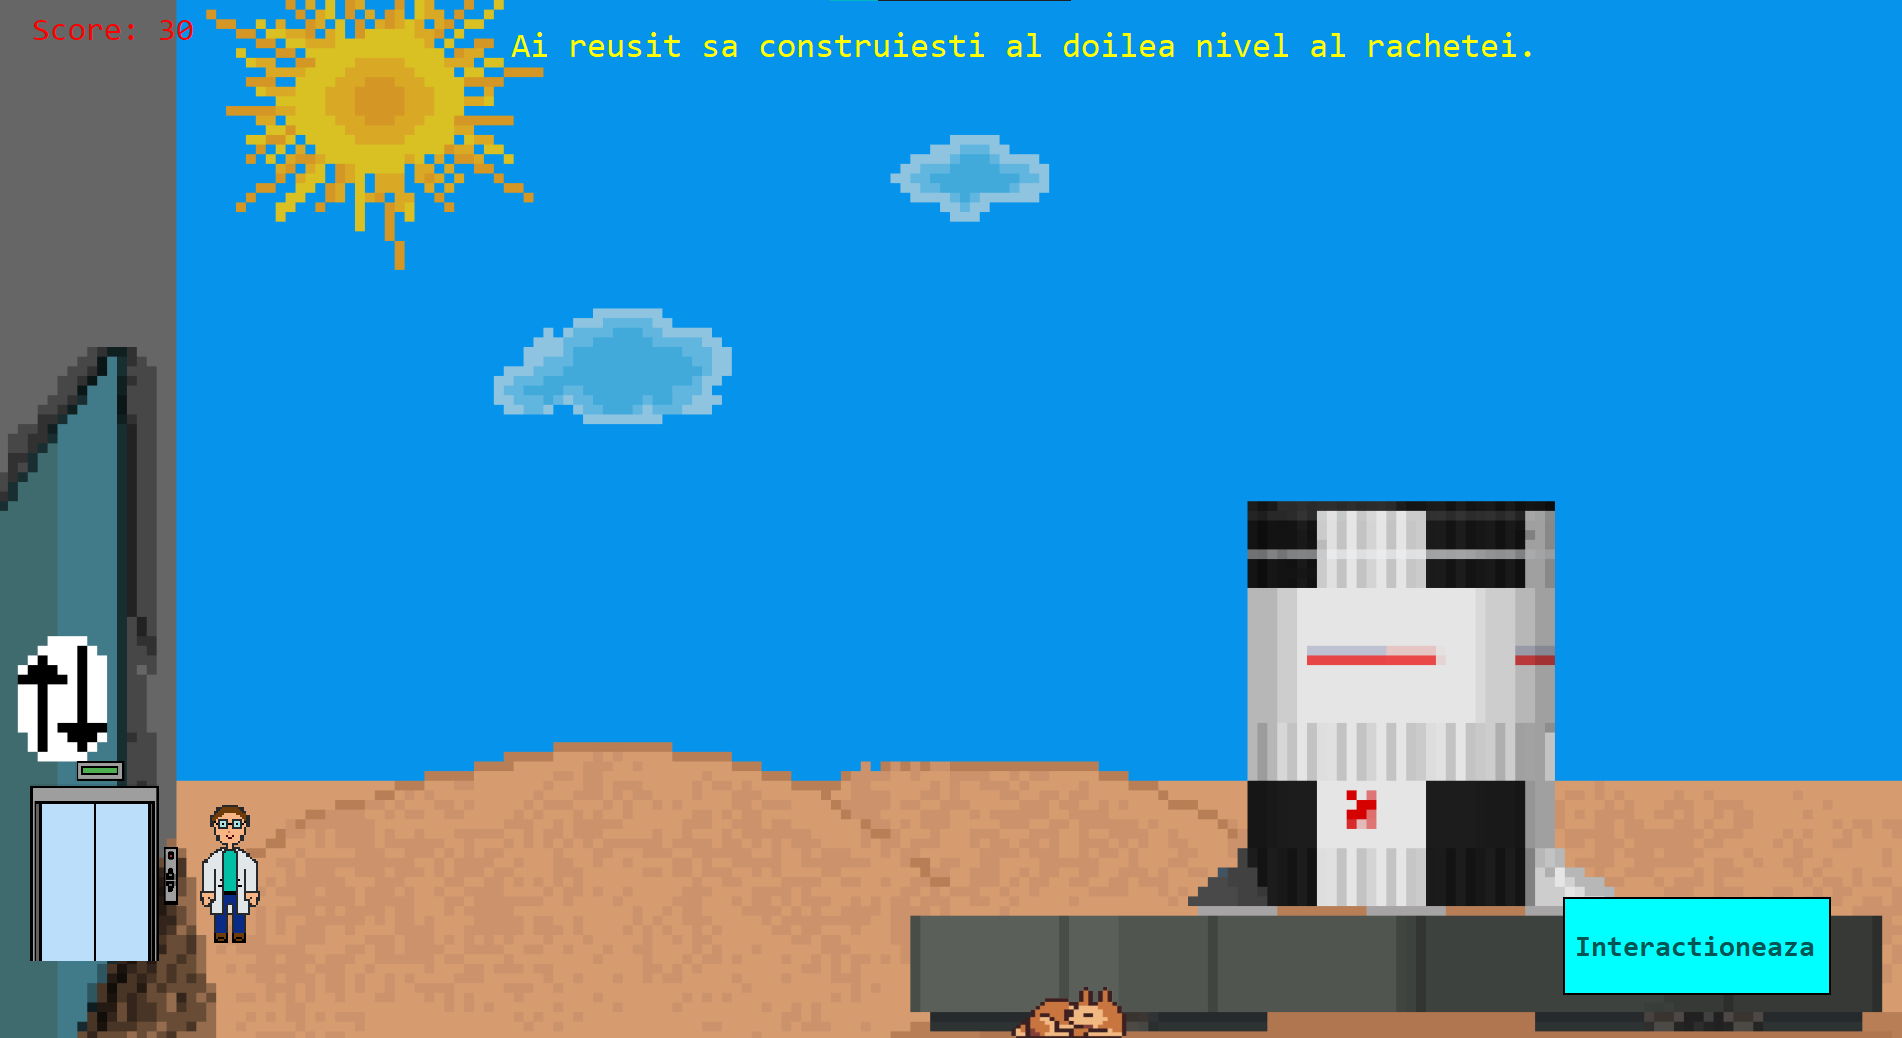 Score: 30
Ai reusit sa construiesti al doilea nivel al rachetei.
Interactioneaza